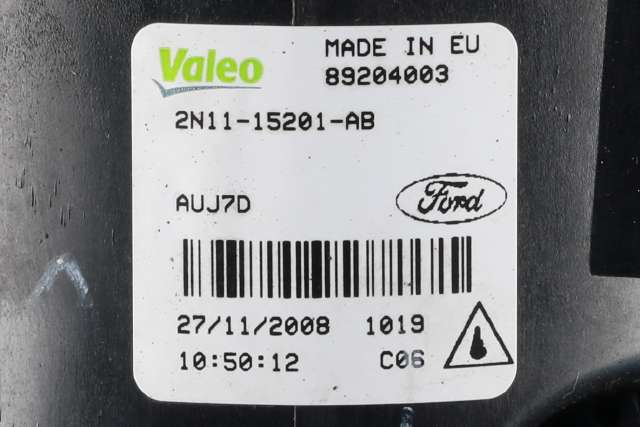 Valeo MADE IN EU
89204003
2N11-15201-AB
AUJ7D Ford
27/11/2008 1019
10:50:12 C06